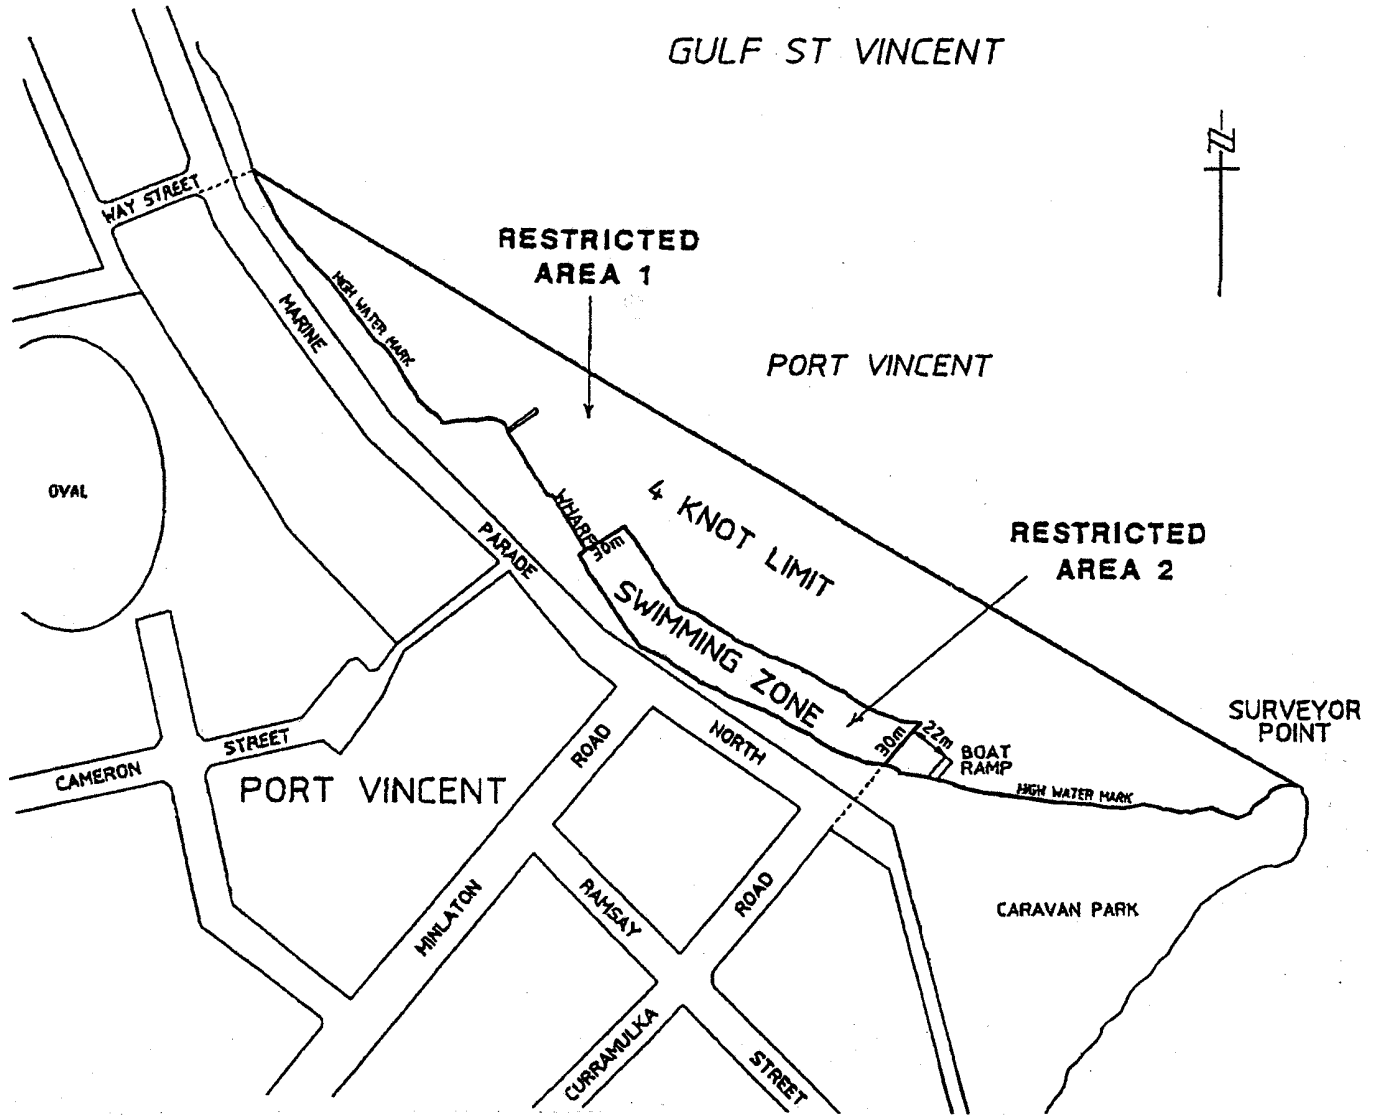 GULF ST VINCENT
N
WAY STREET
RESTRICTED
AREA 1
HIGH WATER MARK
MARINE
PORT VINCENT
OVAL
4 KNOT LIMIT
WHARF
30m
PARADE
RESTRICTED
AREA 2
SWIMMING ZONE
SURVEYOR
POINT
30m
22m
BOAT
RAMP
HIGH WATER MARK
NORTH
ROAD
STREET
CAMERON
PORT VINCENT
MINLATON
RAMSAY
ROAD
CARAVAN PARK
CURRAMULKA
STREET